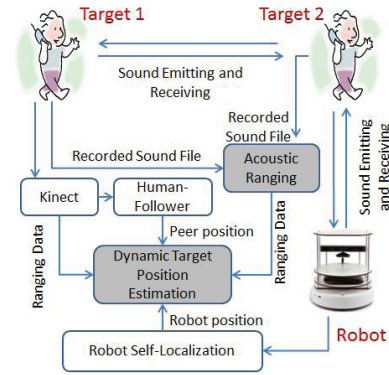 Target 1
Target 2
Sound Emitting and
Receiving
Recorded
Sound File
Sound Emitting
and Receiving
Recorded Sound File
Acoustic
Ranging
Kinect
Human-
Follower
Ranging Data
Peer position
Ranging Data
Dynamic Target
Position
Estimation
Robot position
Robot
Robot Self-Localization